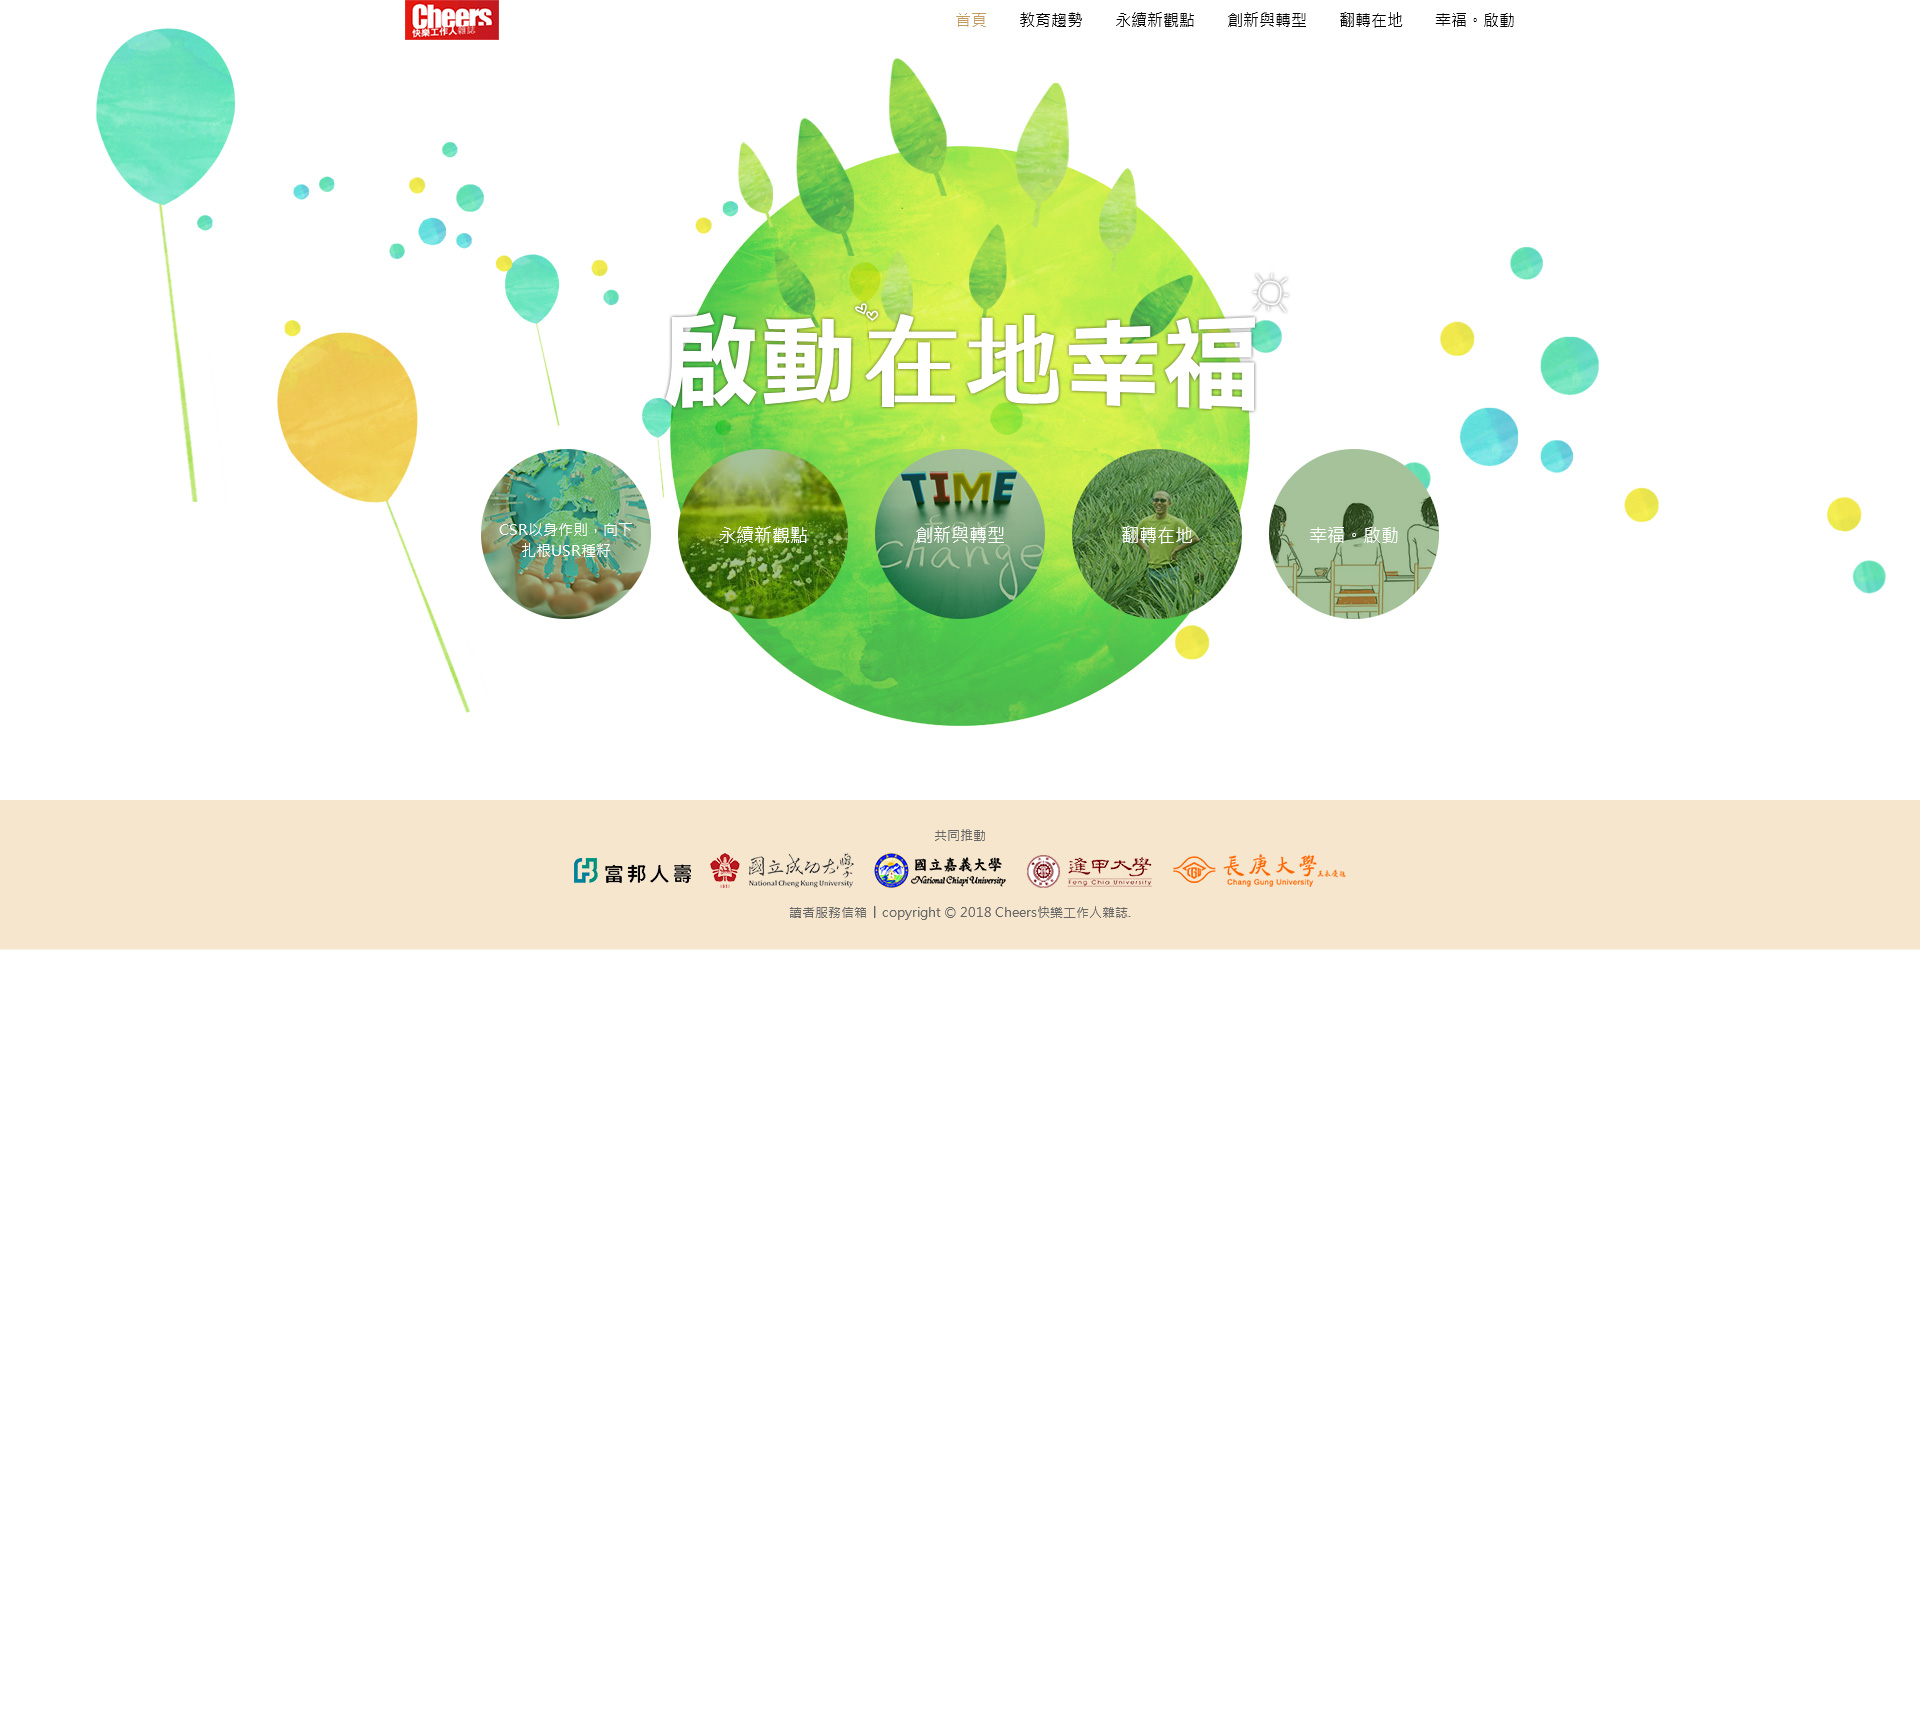 Cheers
快樂工作人雜誌
首頁 教育趨勢 永續新觀點 創新與轉型 翻轉在地 幸福。啟動
啟動在地幸福
CSR以身作則，向下
扎根USR種籽
永續新觀點
TIME
for
change
創新與轉型
翻轉在地
幸福。啟動
共同推動
富邦人壽
國立成功大學
National Cheng Kung University
1931
國立嘉義大學
National Chiayi University
逢甲大學
Feng Chia University
長庚大學
Chang Gung University
讀者服務信箱 | copyright © 2018 Cheers快樂工作人雜誌.